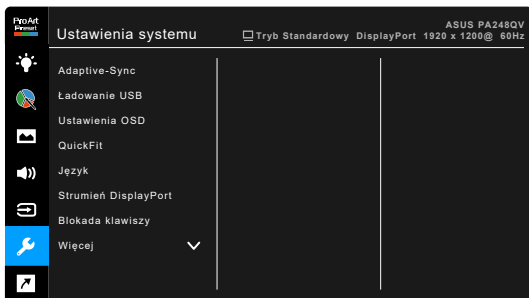 ProArt
Preset
Ustawienia systemu
ASUS PA248QV
Tryb Standardowy DisplayPort 1920 x 1200@ 60Hz
Adaptive-Sync
Ładowanie USB
Ustawienia OSD
QuickFit
Język
Strumień DisplayPort
Blokada klawiszy
Więcej